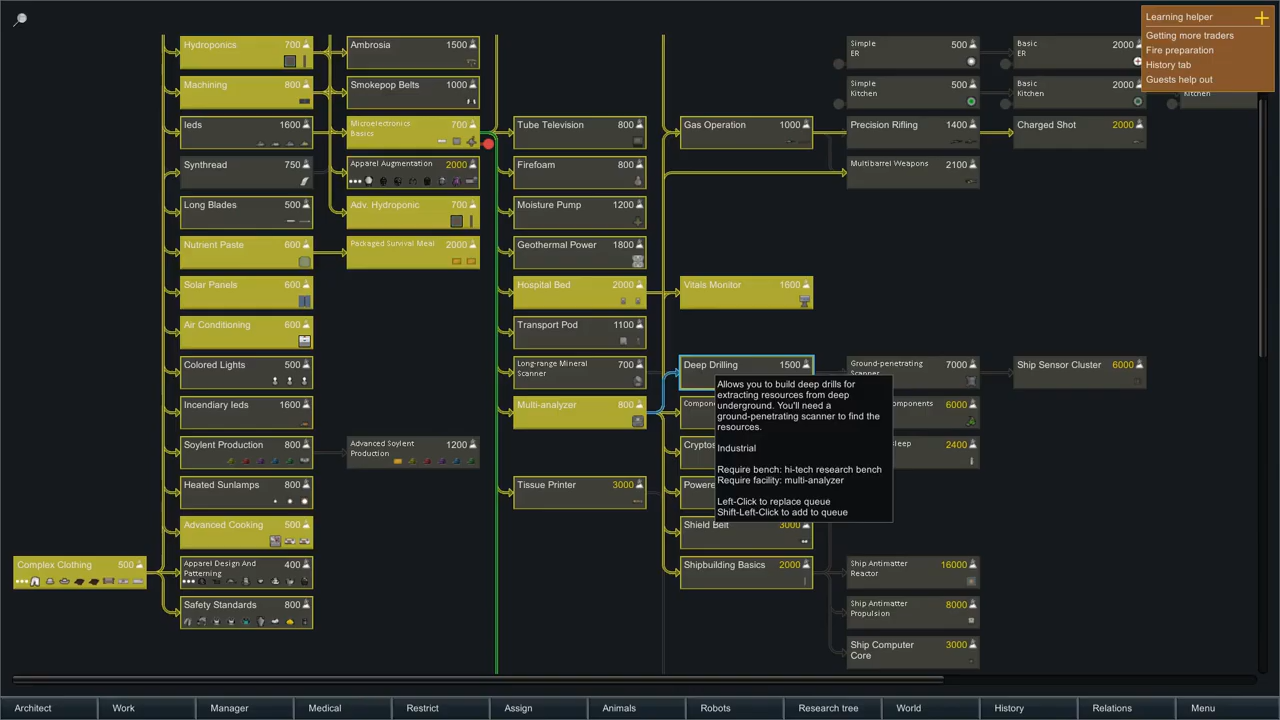 Learning helper
Getting more traders
Fire preparation
History tab
Guests help out
Hydroponics 700
Ambrosia 1500
Simple ER 500
Basic ER 2000
Machining 800
Smokepop Belts 1000
Simple Kitchen 500
Basic Kitchen 2000
Kitchen
Ieds 1600
Microelectronics Basics 700
Tube Television 800
Gas Operation 1000
Precision Rifling 1400
Charged Shot 2000
Synthread 750
Apparel Augmentation 2000
Firefoam 800
Multibarrel Weapons 2100
Long Blades 500
Adv. Hydroponic 700
Moisture Pump 1200
Nutrient Paste 600
Packaged Survival Meal 2000
Geothermal Power 1800
Solar Panels 600
Hospital Bed 2000
Vitals Monitor 1600
Air Conditioning 600
Transport Pod 1100
Colored Lights 500
Long-range Mineral Scanner 700
Deep Drilling 1500
Ground-penetrating Scanner 7000
Ship Sensor Cluster 6000
Allows you to build deep drills for
extracting resources from deep
underground. You'll need a
ground-penetrating scanner to find the
resources.
Industrial
Require bench: hi-tech research bench
Require facility: multi-analyzer
Left-Click to replace queue
Shift-Left-Click to add to queue
Incendiary Ieds 1600
Multi-analyzer 800
Compon
omponents 6000
Soylent Production 800
Advanced Soylent Production 1200
Cryptos
leep 2400
Heated Sunlamps 800
Tissue Printer 3000
Powere
Advanced Cooking 500
Shield Belt 3000
Complex Clothing 500
Apparel Design And Patterning 400
Shipbuilding Basics 2000
Ship Antimatter Reactor 16000
Safety Standards 800
Ship Antimatter Propulsion 8000
Ship Computer Core 3000
Architect
Work
Manager
Medical
Restrict
Assign
Animals
Robots
Research tree
World
History
Relations
Menu